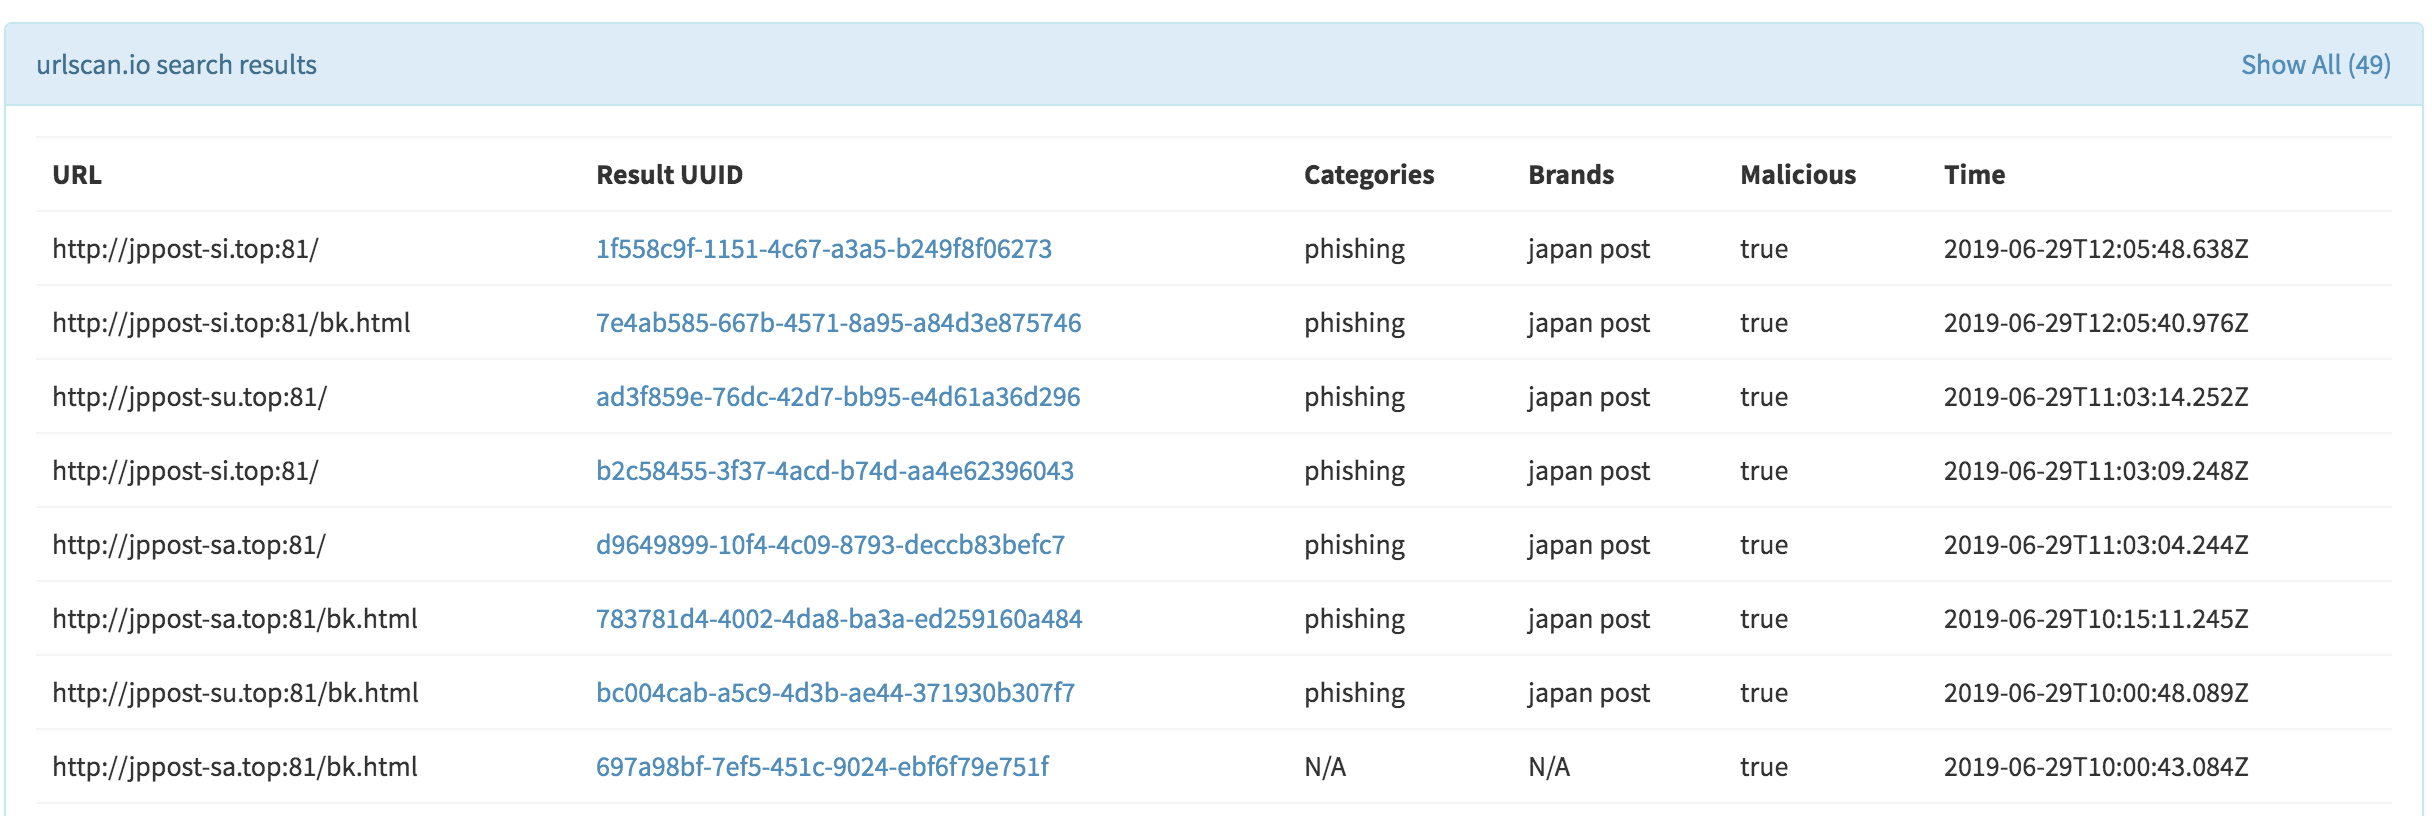 urlscan.io search results Show All (49)
URL Result UUID Categories Brands Malicious Time
http://jppost-si.top:81/ 1f558c9f-1151-4c67-a3a5-b249f8f06273 phishing japan post true 2019-06-29T12:05:48.638Z
http://jppost-si.top:81/bk.html 7e4ab585-667b-4571-8a95-a84d3e875746 phishing japan post true 2019-06-29T12:05:40.976Z
http://jppost-su.top:81/ ad3f859e-76dc-42d7-bb95-e4d61a36d296 phishing japan post true 2019-06-29T11:03:14.252Z
http://jppost-si.top:81/ b2c58455-3f37-4acd-b74d-aa4e62396043 phishing japan post true 2019-06-29T11:03:09.248Z
http://jppost-sa.top:81/ d9649899-10f4-4c09-8793-deccb83befc7 phishing japan post true 2019-06-29T11:03:04.244Z
http://jppost-sa.top:81/bk.html 783781d4-4002-4da8-ba3a-ed259160a484 phishing japan post true 2019-06-29T10:15:11.245Z
http://jppost-su.top:81/bk.html bc004cab-a5c9-4d3b-ae44-371930b307f7 phishing japan post true 2019-06-29T10:00:48.089Z
http://jppost-sa.top:81/bk.html 697a98bf-7ef5-451c-9024-ebf6f79e751f N/A N/A true 2019-06-29T10:00:43.084Z